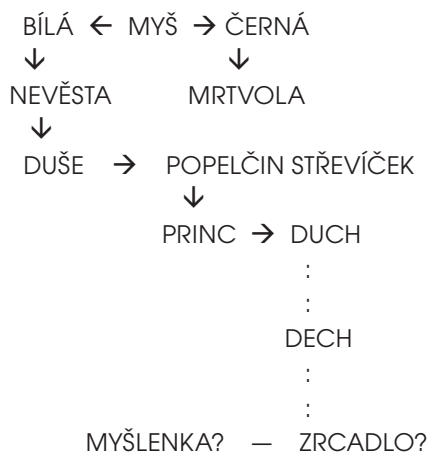 BÍLÁ ← MYŠ → ČERNÁ
↓ ↓
NEVĚSTA MRTVOLA
↓
DUŠE → POPELČIN STŘEVÍČEK
↓
PRINC → DUCH
:
:
DECH
:
:
MYŠLENKA? — ZRCADLO?